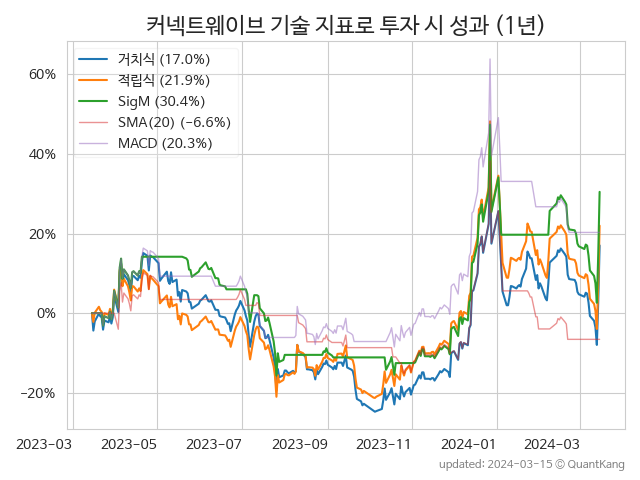 커넥트웨이브 기술 지표로 투자 시 성과 (1년)
거치식 (17.0%)
적립식 (21.9%)
SigM (30.4%)
SMA(20) (-6.6%)
MACD (20.3%)
60%
40%
20%
0%
−20%
2023-03 2023-05 2023-07 2023-09 2023-11 2024-01 2024-03
updated: 2024-03-15 © QuantKang